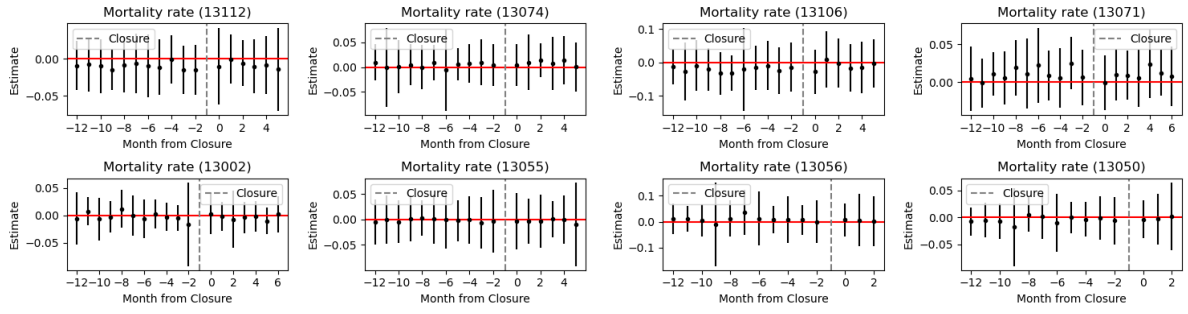 Mortality rate (13112)
Closure
0.00
−0.05
Estimate
−12 −10 −8 −6 −4 −2 0 2 4
Month from Closure
Mortality rate (13074)
Closure
0.05
0.00
−0.05
Estimate
−12 −10 −8 −6 −4 −2 0 2 4
Month from Closure
Mortality rate (13106)
Closure
0.1
0.0
−0.1
Estimate
−12 −10 −8 −6 −4 −2 0 2 4
Month from Closure
Mortality rate (13071)
Closure
0.05
0.00
Estimate
−12 −10 −8 −6 −4 −2 0 2 4 6
Month from Closure
Mortality rate (13002)
Closure
0.05
0.00
−0.05
Estimate
−12 −10 −8 −6 −4 −2 0 2 4 6
Month from Closure
Mortality rate (13055)
Closure
0.05
0.00
−0.05
Estimate
−12 −10 −8 −6 −4 −2 0 2 4
Month from Closure
Mortality rate (13056)
Closure
0.1
0.0
−0.1
Estimate
−12 −10 −8 −6 −4 −2 0 2
Month from Closure
Mortality rate (13050)
Closure
0.05
0.00
−0.05
Estimate
−12 −10 −8 −6 −4 −2 0 2
Month from Closure